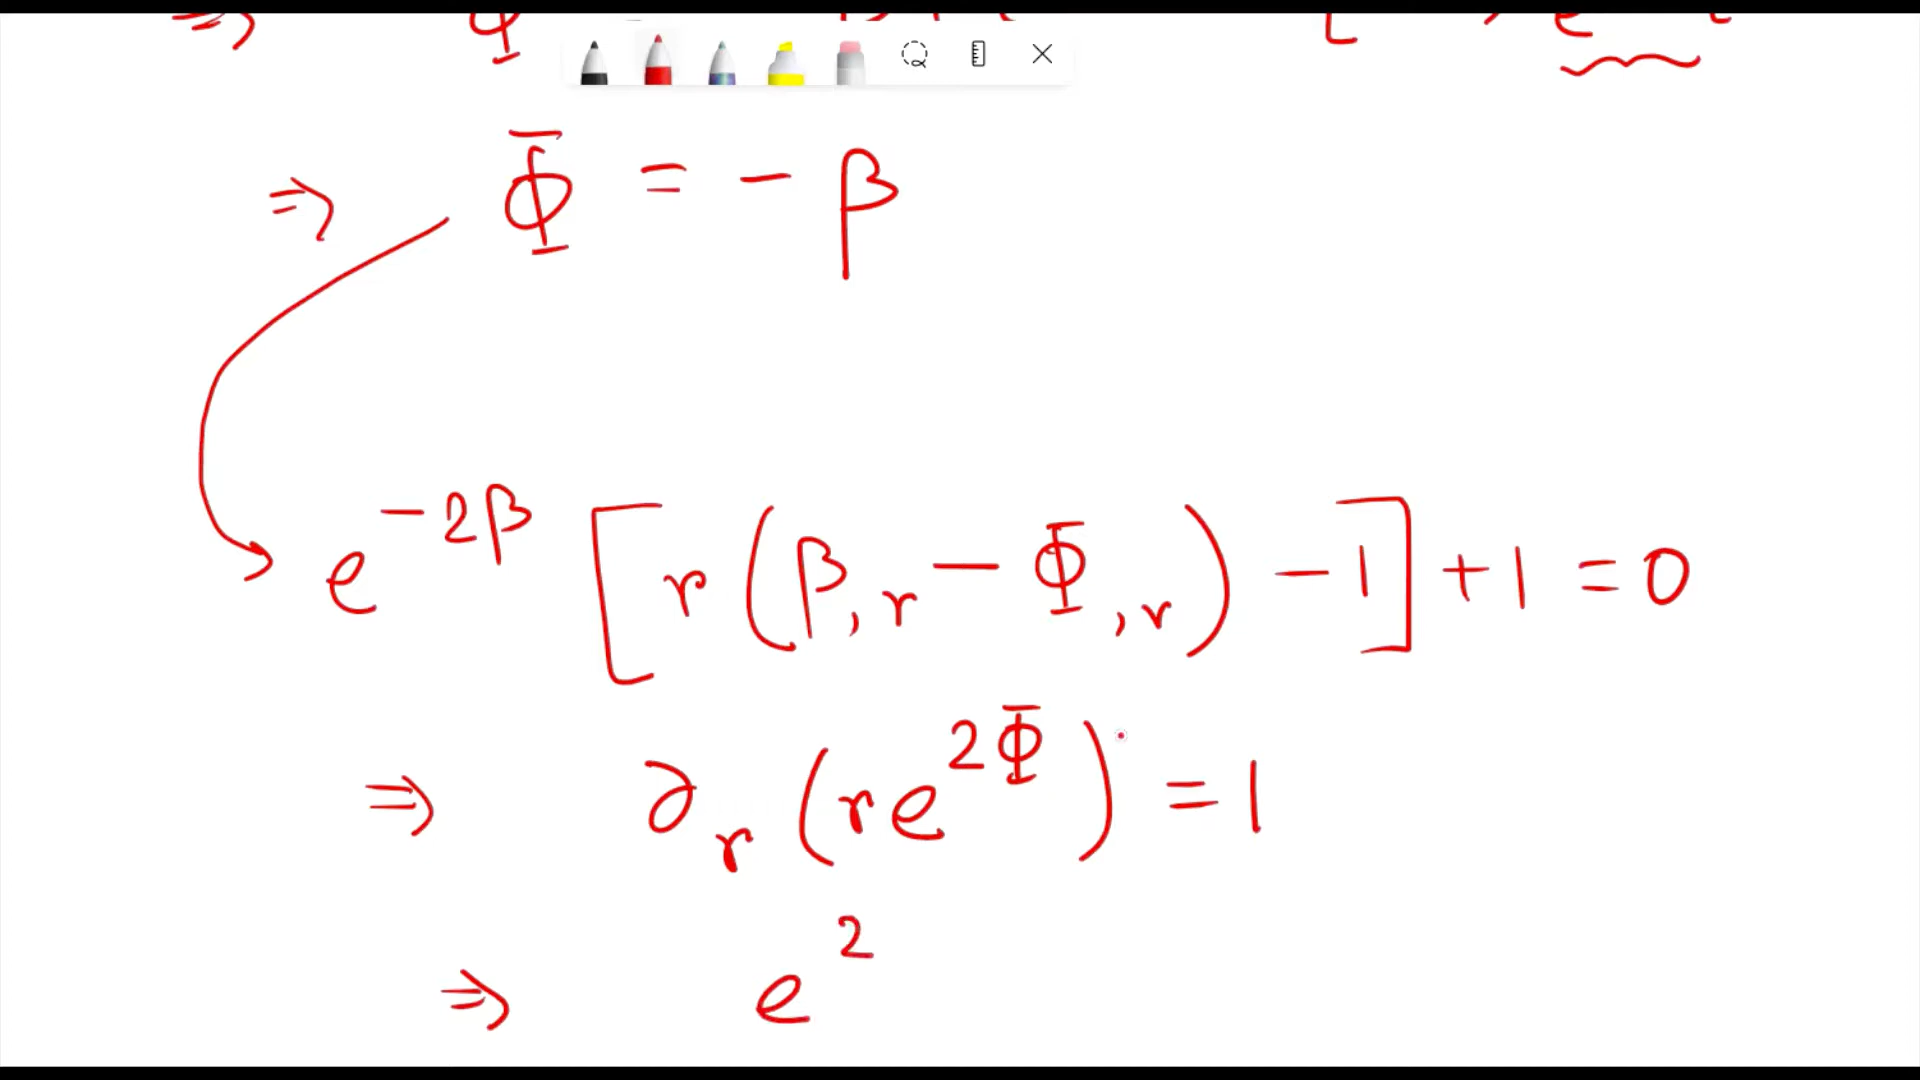 ⇒ Φ = - β
e^{-2β} [ r ( β,r - Φ,r ) - 1 ] + 1 = 0
⇒ ∂_r ( r e^{2Φ} ) = 1
⇒ e^2